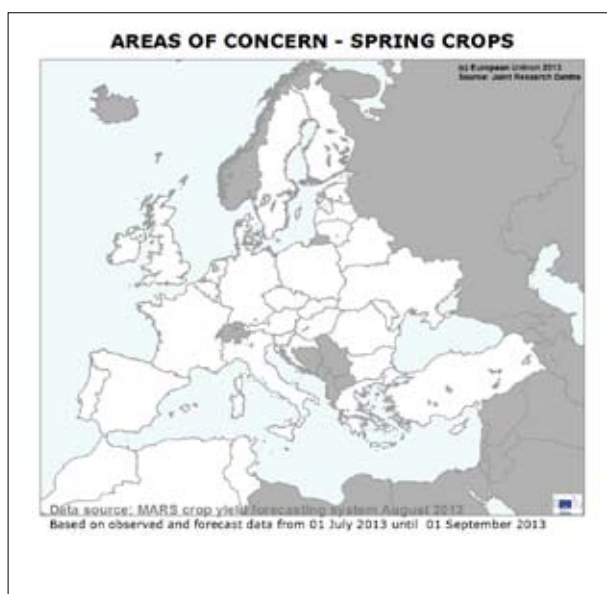 AREAS OF CONCERN - SPRING CROPS
(c) European Union 2013
Source: Joint Research Centre
Data source: MARS crop yield forecasting system August 2013
Based on observed and forecast data from 01 July 2013 until 01 September 2013